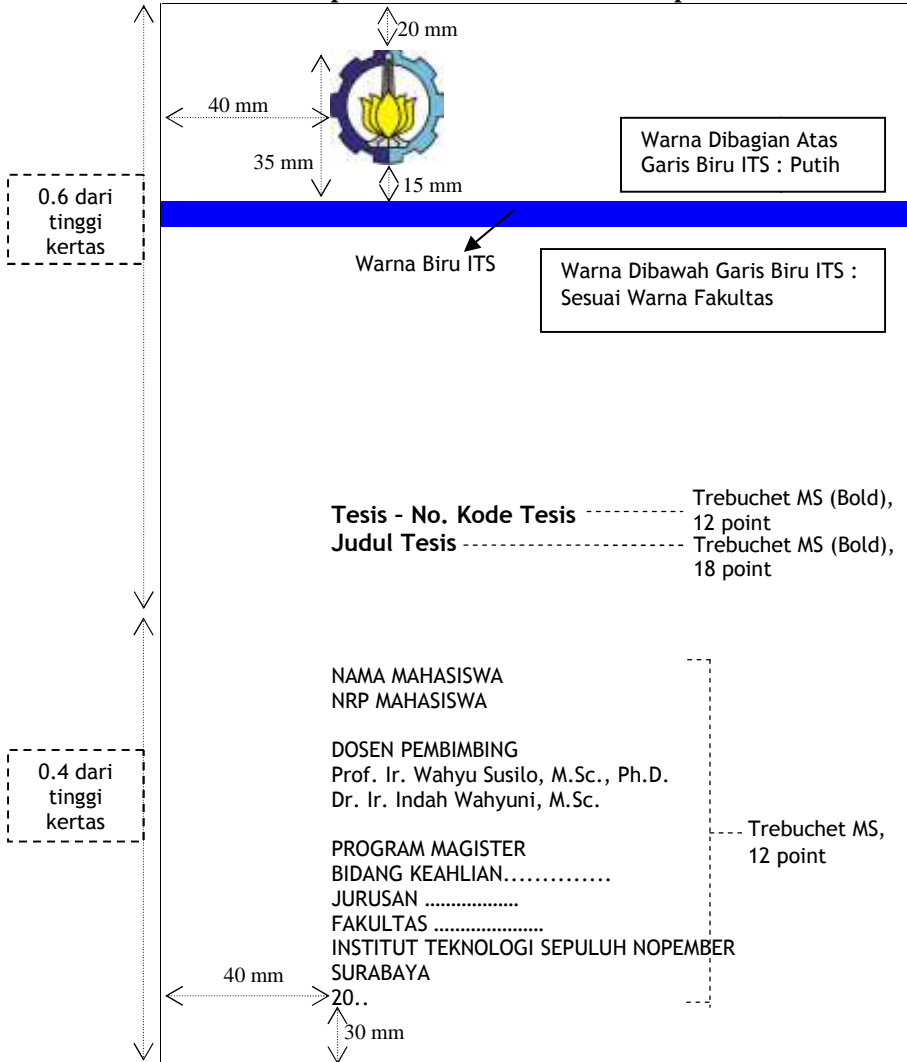 20 mm
40 mm
35 mm
15 mm
Warna Dibagian Atas
Garis Biru ITS : Putih
0.6 dari
tinggi
kertas
Warna Biru ITS
Warna Dibawah Garis Biru ITS :
Sesuai Warna Fakultas
Tesis – No. Kode Tesis
Trebuchet MS (Bold),
12 point
Judul Tesis
Trebuchet MS (Bold),
18 point
NAMA MAHASISWA
NRP MAHASISWA
DOSEN PEMBIMBING
Prof. Ir. Wahyu Susilo, M.Sc., Ph.D.
Dr. Ir. Indah Wahyuni, M.Sc.
0.4 dari
tinggi
kertas
Trebuchet MS,
12 point
PROGRAM MAGISTER
BIDANG KEAHLIAN..............
JURUSAN ..................
FAKULTAS .....................
INSTITUT TEKNOLOGI SEPULUH NOPEMBER
SURABAYA
40 mm
20..
30 mm